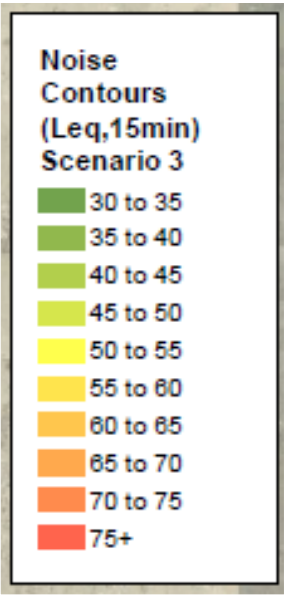 Noise
Contours
(Leq,15min)
Scenario 3
30 to 35
35 to 40
40 to 45
45 to 50
50 to 55
55 to 60
60 to 65
65 to 70
70 to 75
75+